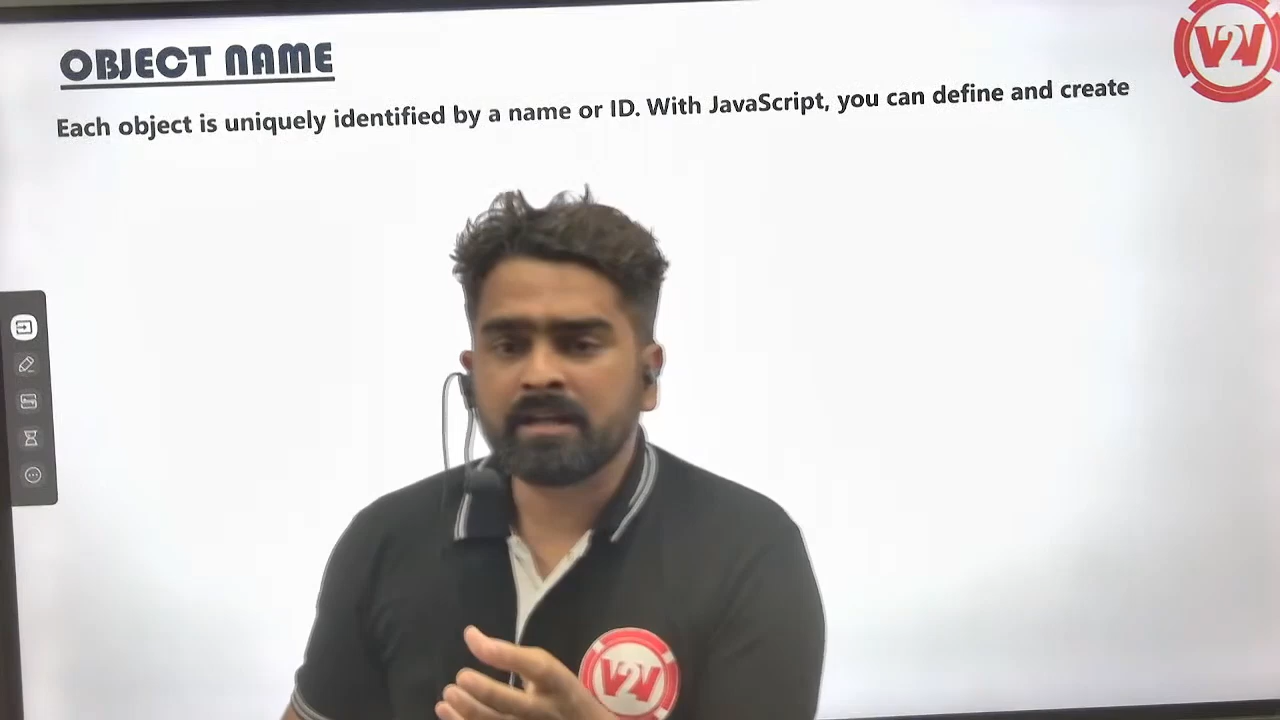 OBJECT NAME
Each object is uniquely identified by a name or ID. With JavaScript, you can define and create
V2V
V2V